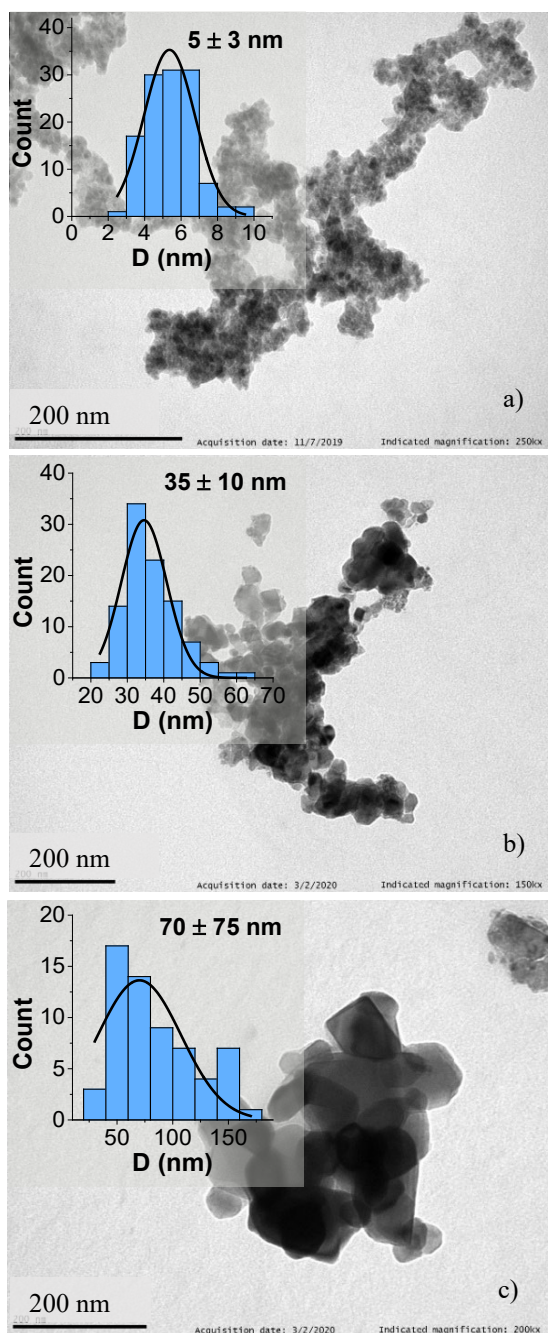 40
5 ± 3 nm
30
Count
20
10
0
0 2 4 6 8 10
D (nm)
200 nm
a)
Acquisition date: 11/7/2019 Indicated magnification: 250kx
40
35 ± 10 nm
30
Count
20
10
0
20 30 40 50 60 70
D (nm)
200 nm
b)
Acquisition date: 3/2/2020 Indicated magnification: 150kx
20
70 ± 75 nm
15
Count
10
5
0
50 100 150
D (nm)
200 nm
c)
Acquisition date: 3/2/2020 Indicated magnification: 200kx